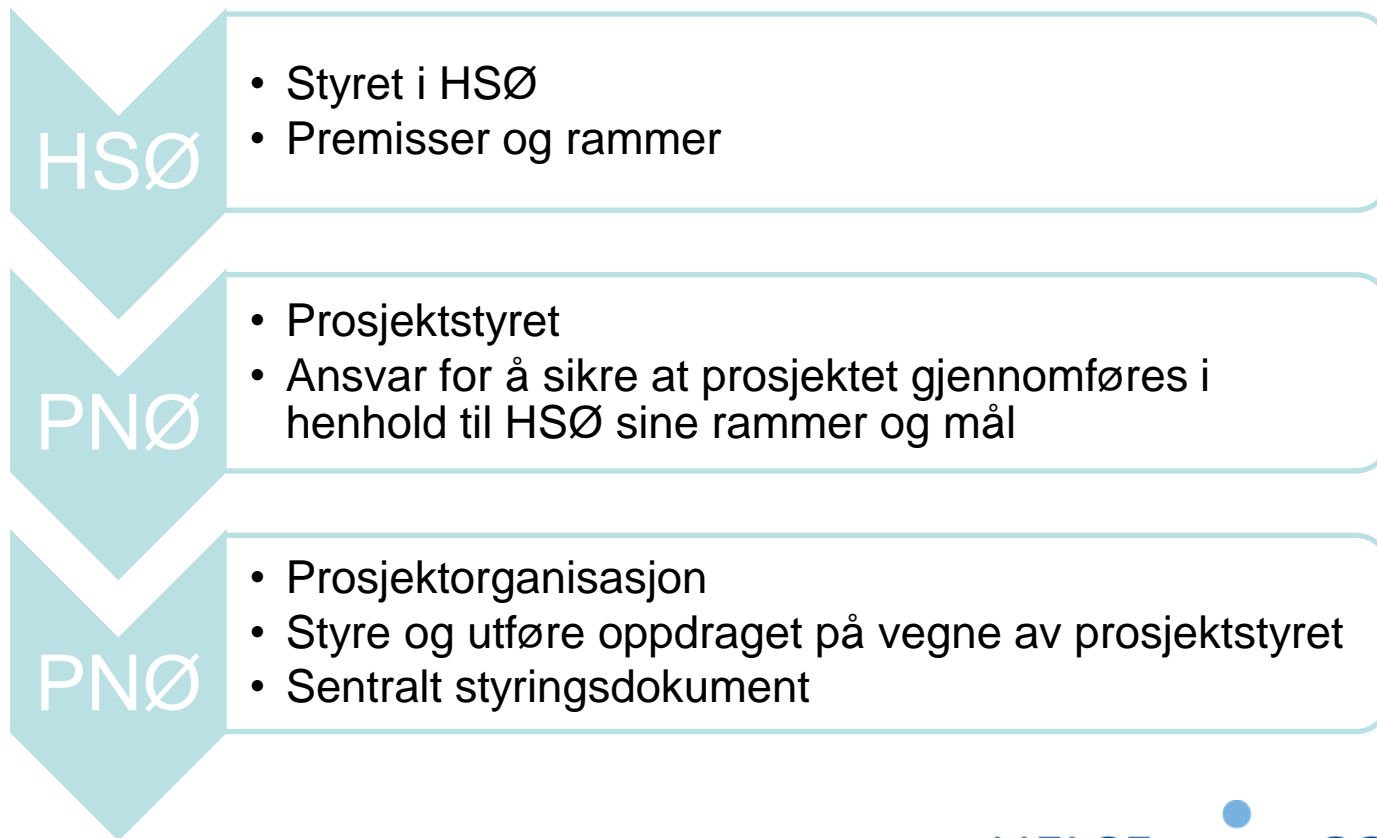 HSØ
• Styret i HSØ
• Premisser og rammer
PNØ
• Prosjektstyret
• Ansvar for å sikre at prosjektet gjennomføres i
henhold til HSØ sine rammer og mål
PNØ
• Prosjektorganisasjon
• Styre og utføre oppdraget på vegne av prosjektstyret
• Sentralt styringsdokument